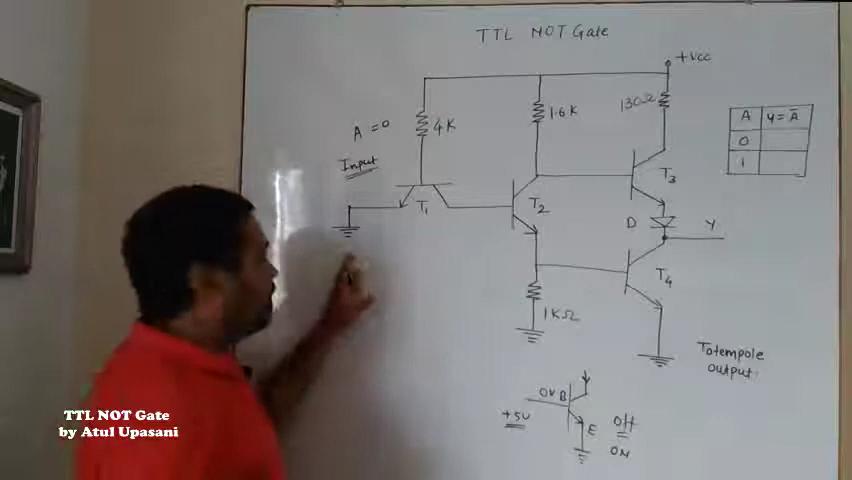 TTL NOT Gate
+Vcc
130Ω
1.6K
4K
A = 0
Input
A Y=A̅
0
1
T1
T2
T3
D
Y
T4
1KΩ
Totempole
output.
0V B
+5V
E
Off
ON
TTL NOT Gate
by Atul Upasani